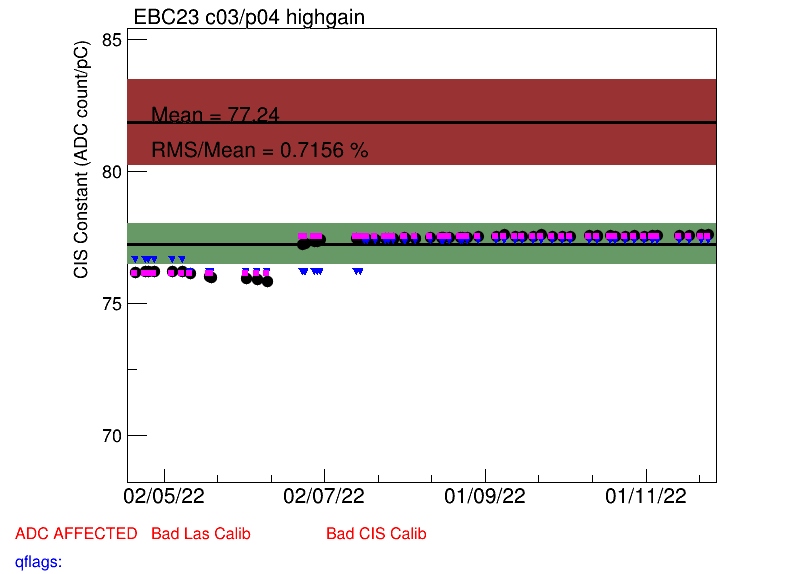 EBC23 c03/p04 highgain
CIS Constant (ADC count/pC)
85
Mean = 77.24
RMS/Mean = 0.7156 %
80
75
70
02/05/22 02/07/22 01/09/22 01/11/22
ADC AFFECTED Bad Las Calib Bad CIS Calib
qflags: